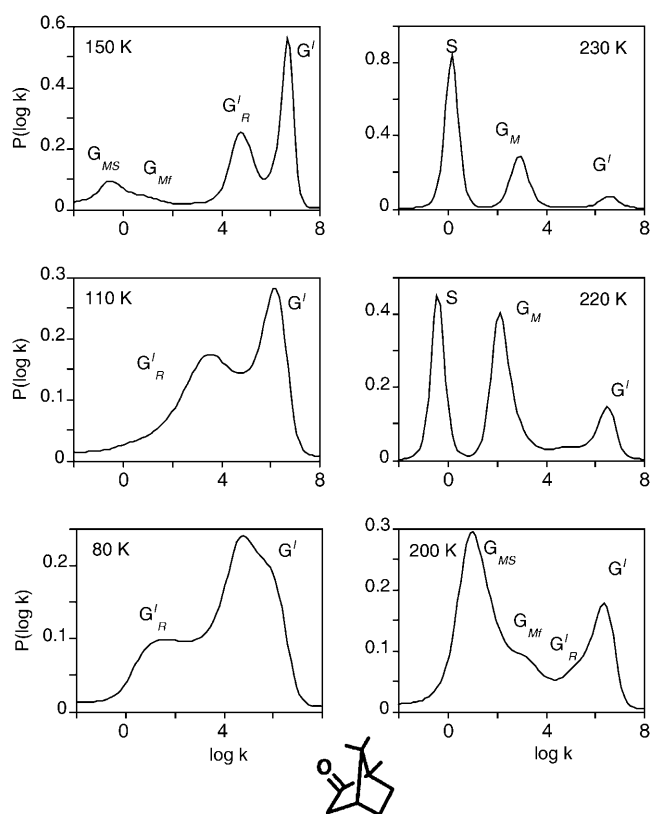 0.6
150 K
G^I
G^I_R
0.4
P(log k)
0.2
G_MS
G_Mf
0
0 4 8
230 K
S
0.8
G_M
0.4
G^I
0.0
0 4 8
0.3
110 K
G^I
0.2
P(log k)
G^I_R
0.1
0
0 4 8
S
220 K
0.4
G_M
0.2
G^I
0
0 4 8
80 K
G^I
0.2
P(log k)
G^I_R
0.1
0
0 4 8
log k
0.3
200 K
G_MS
G^I
0.2
G_Mf
G^I_R
0.1
0
0 4 8
log k
O